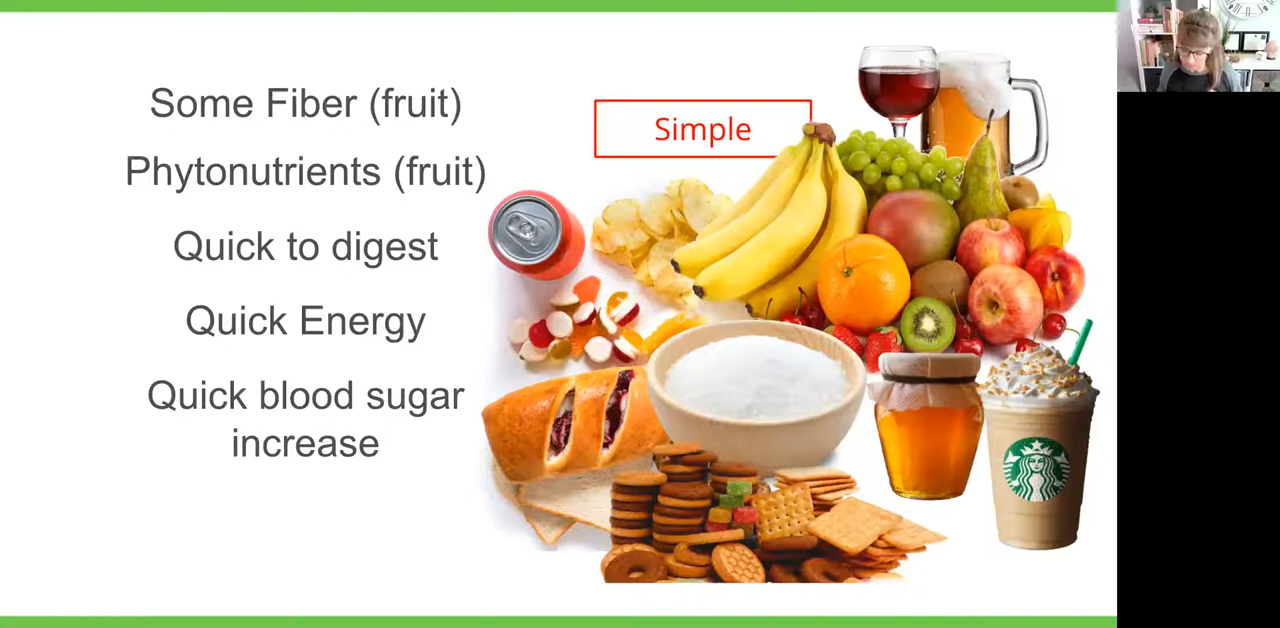 Some Fiber (fruit)
Phytonutrients (fruit)
Quick to digest
Quick Energy
Quick blood sugar
increase
Simple